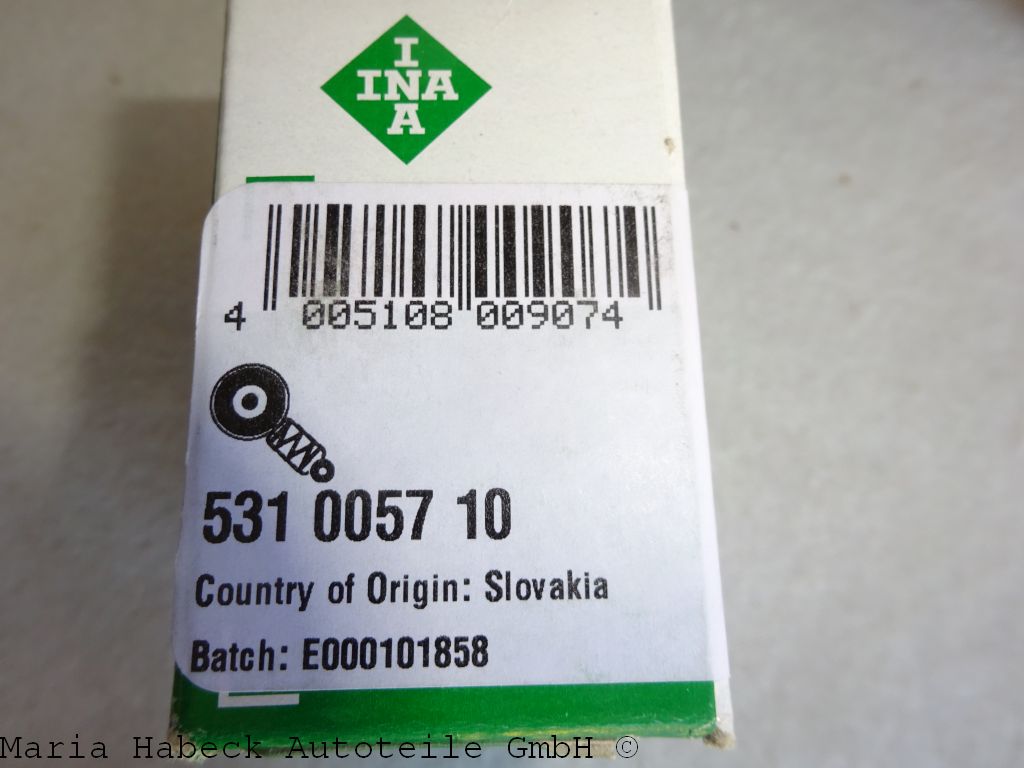 I
INA
A
4 005108 009074
531 0057 10
Country of Origin: Slovakia
Batch: E000101858
Maria Habeck Autoteile GmbH ©